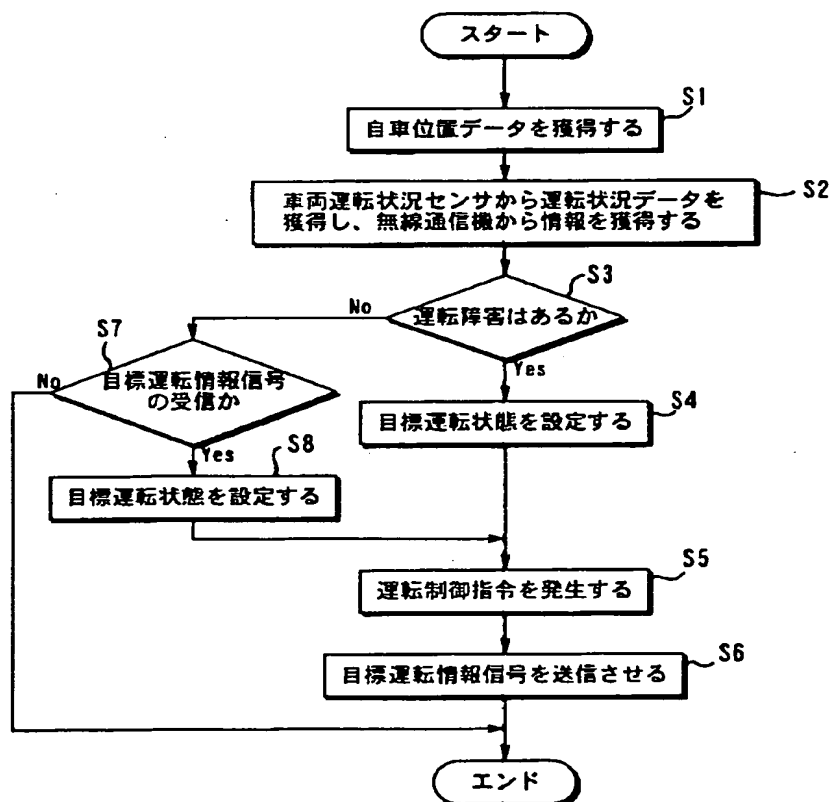 スタート
S1
自車位置データを獲得する
S2
車両運転状況センサから運転状況データを
獲得し、無線通信機から情報を獲得する
S3
運転障害はあるか
No
Yes
S7
目標運転情報信号
の受信か
No
Yes
S4
目標運転状態を設定する
S8
目標運転状態を設定する
S5
運転制御指令を発生する
S6
目標運転情報信号を送信させる
エンド